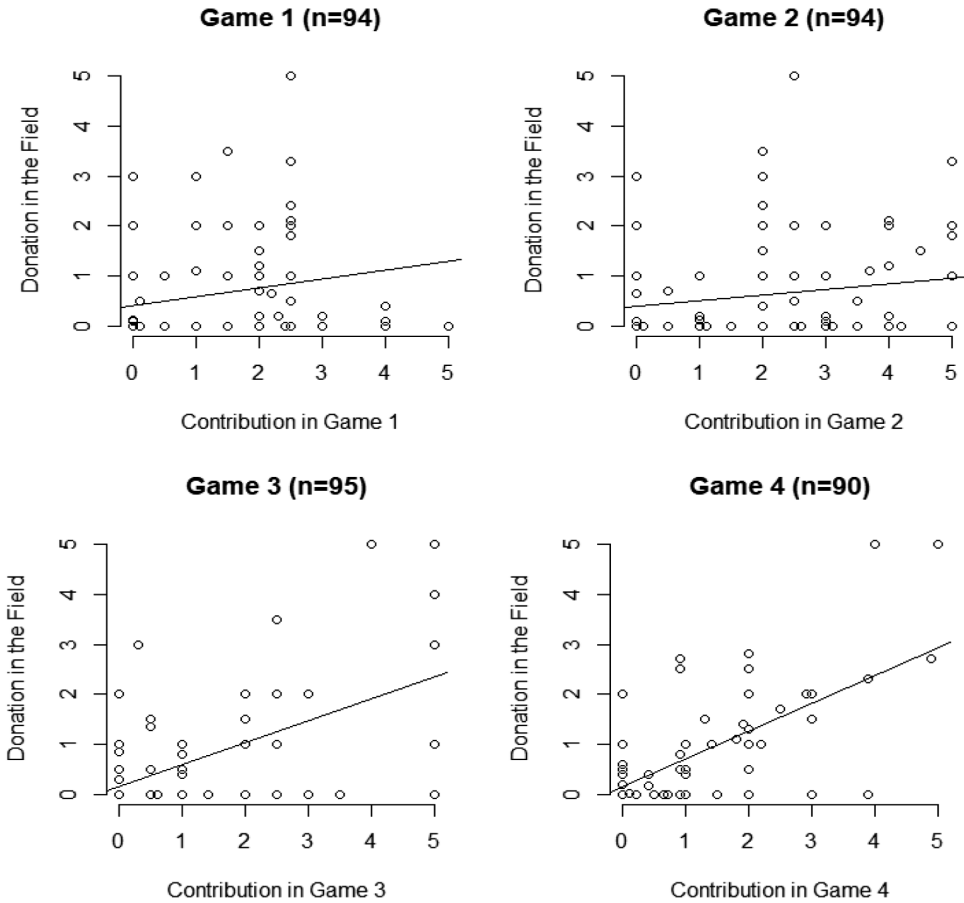 Game 1 (n=94)
Donation in the Field
0 1 2 3 4 5
0 1 2 3 4 5
Contribution in Game 1
Game 2 (n=94)
Donation in the Field
0 1 2 3 4 5
0 1 2 3 4 5
Contribution in Game 2
Game 3 (n=95)
Donation in the Field
0 1 2 3 4 5
0 1 2 3 4 5
Contribution in Game 3
Game 4 (n=90)
Donation in the Field
0 1 2 3 4 5
0 1 2 3 4 5
Contribution in Game 4